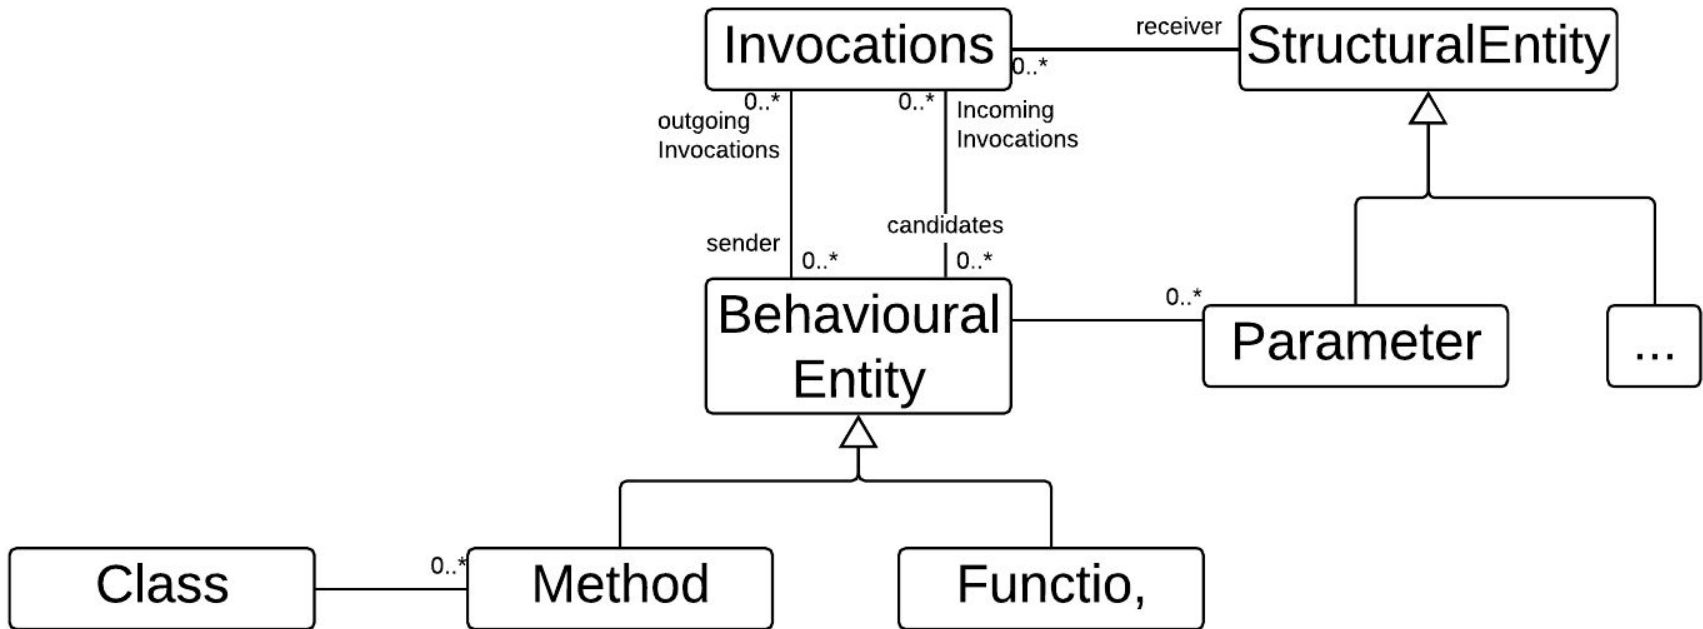 Invocations
receiver
StructuralEntity
0..*
0..*
0..*
outgoing
Invocations
Incoming
Invocations
candidates
sender
0..*
0..*
Behavioural
Entity
0..*
Parameter
...
Class
0..*
Method
Functio,